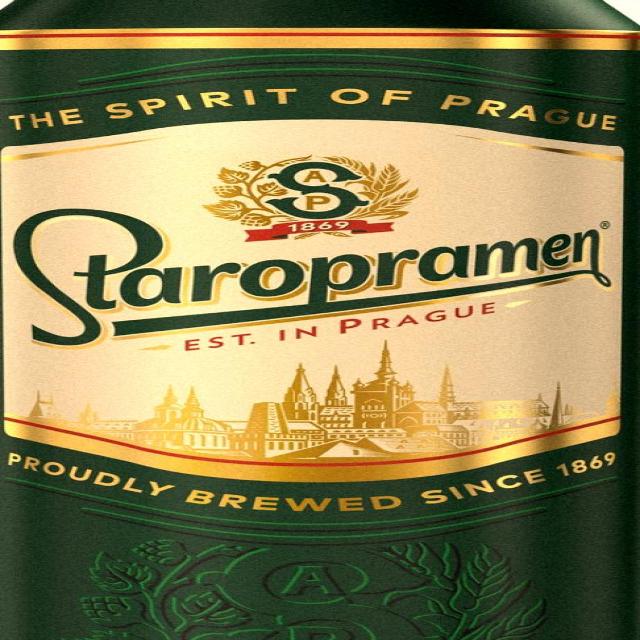 THE SPIRIT OF PRAGUE
A S P
1869
Staropramen®
EST. IN PRAGUE
PROUDLY BREWED SINCE 1869
A